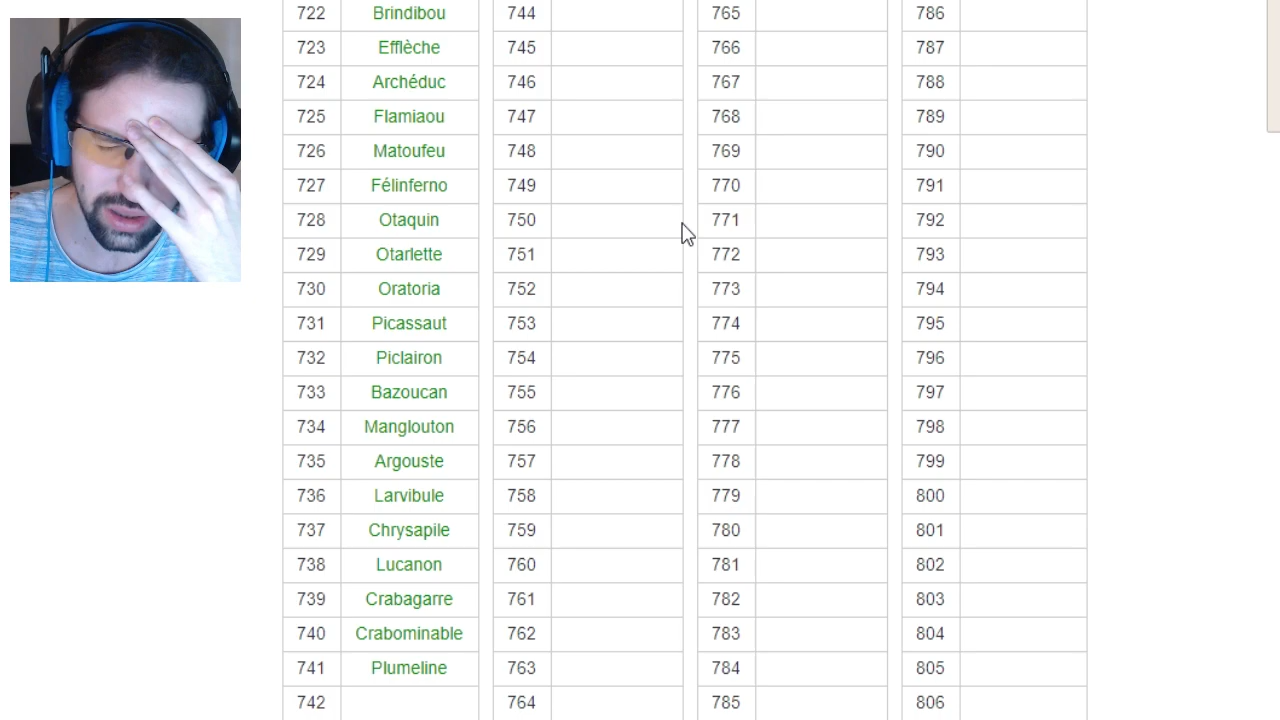 722 Brindibou 744 765 786
723 Efflèche 745 766 787
724 Archéduc 746 767 788
725 Flamiaou 747 768 789
726 Matoufeu 748 769 790
727 Félinferno 749 770 791
728 Otaquin 750 771 792
729 Otarlette 751 772 793
730 Oratoria 752 773 794
731 Picassaut 753 774 795
732 Piclairon 754 775 796
733 Bazoucan 755 776 797
734 Manglouton 756 777 798
735 Argouste 757 778 799
736 Larvibule 758 779 800
737 Chrysapile 759 780 801
738 Lucanon 760 781 802
739 Crabagarre 761 782 803
740 Crabominable 762 783 804
741 Plumeline 763 784 805
742 764 785 806